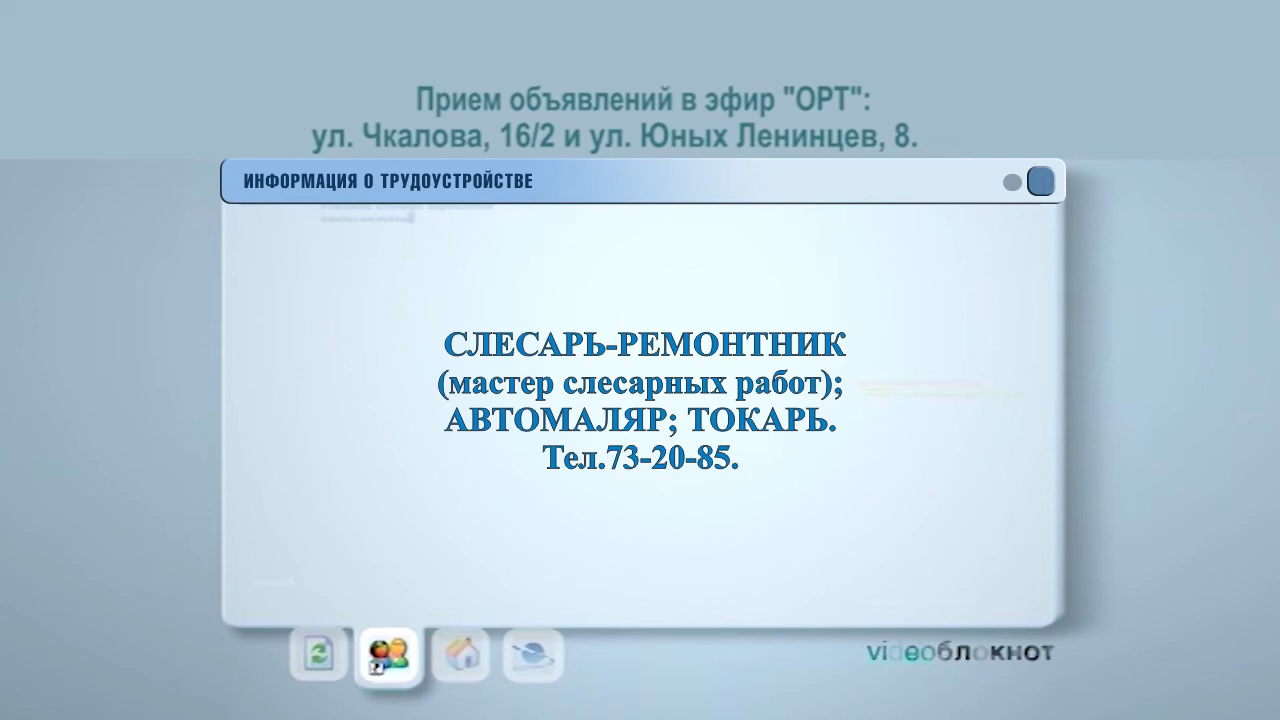 Прием объявлений в эфир "ОРТ":
ул. Чкалова, 16/2 и ул. Юных Ленинцев, 8.
ИНФОРМАЦИЯ О ТРУДОУСТРОЙСТВЕ
СЛЕСАРЬ-РЕМОНТНИК
(мастер слесарных работ);
АВТОМАЛЯР; ТОКАРЬ.
Тел.73-20-85.
videoблокнот